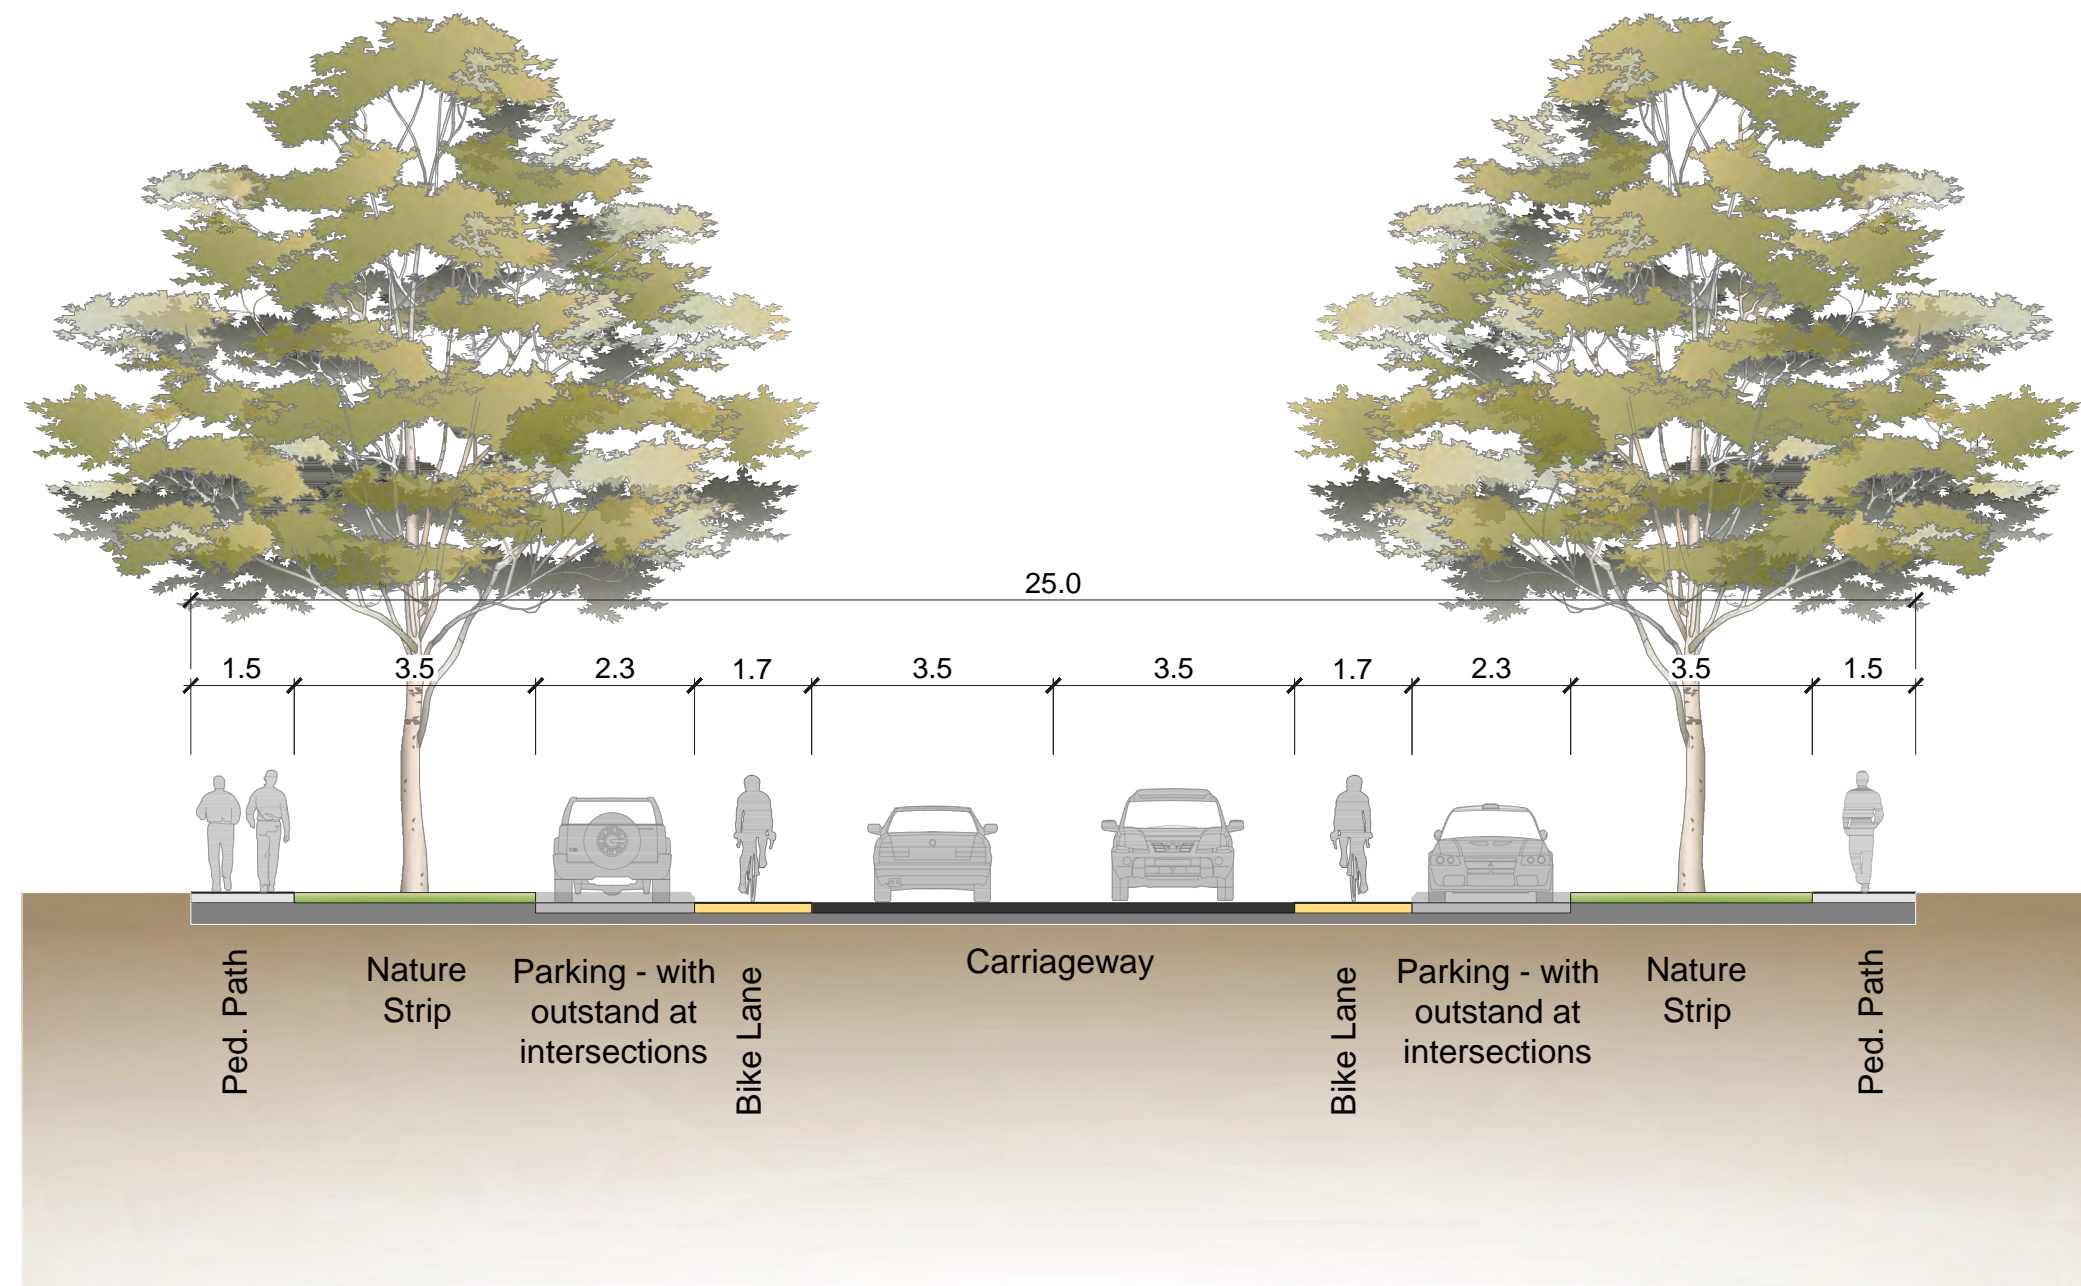 25.0
1.5
3.5
2.3
1.7
3.5
3.5
1.7
2.3
3.5
1.5
Ped. Path
Nature
Strip
Parking - with
outstand at
intersections
Bike Lane
Carriageway
Bike Lane
Parking - with
outstand at
intersections
Nature
Strip
Ped. Path